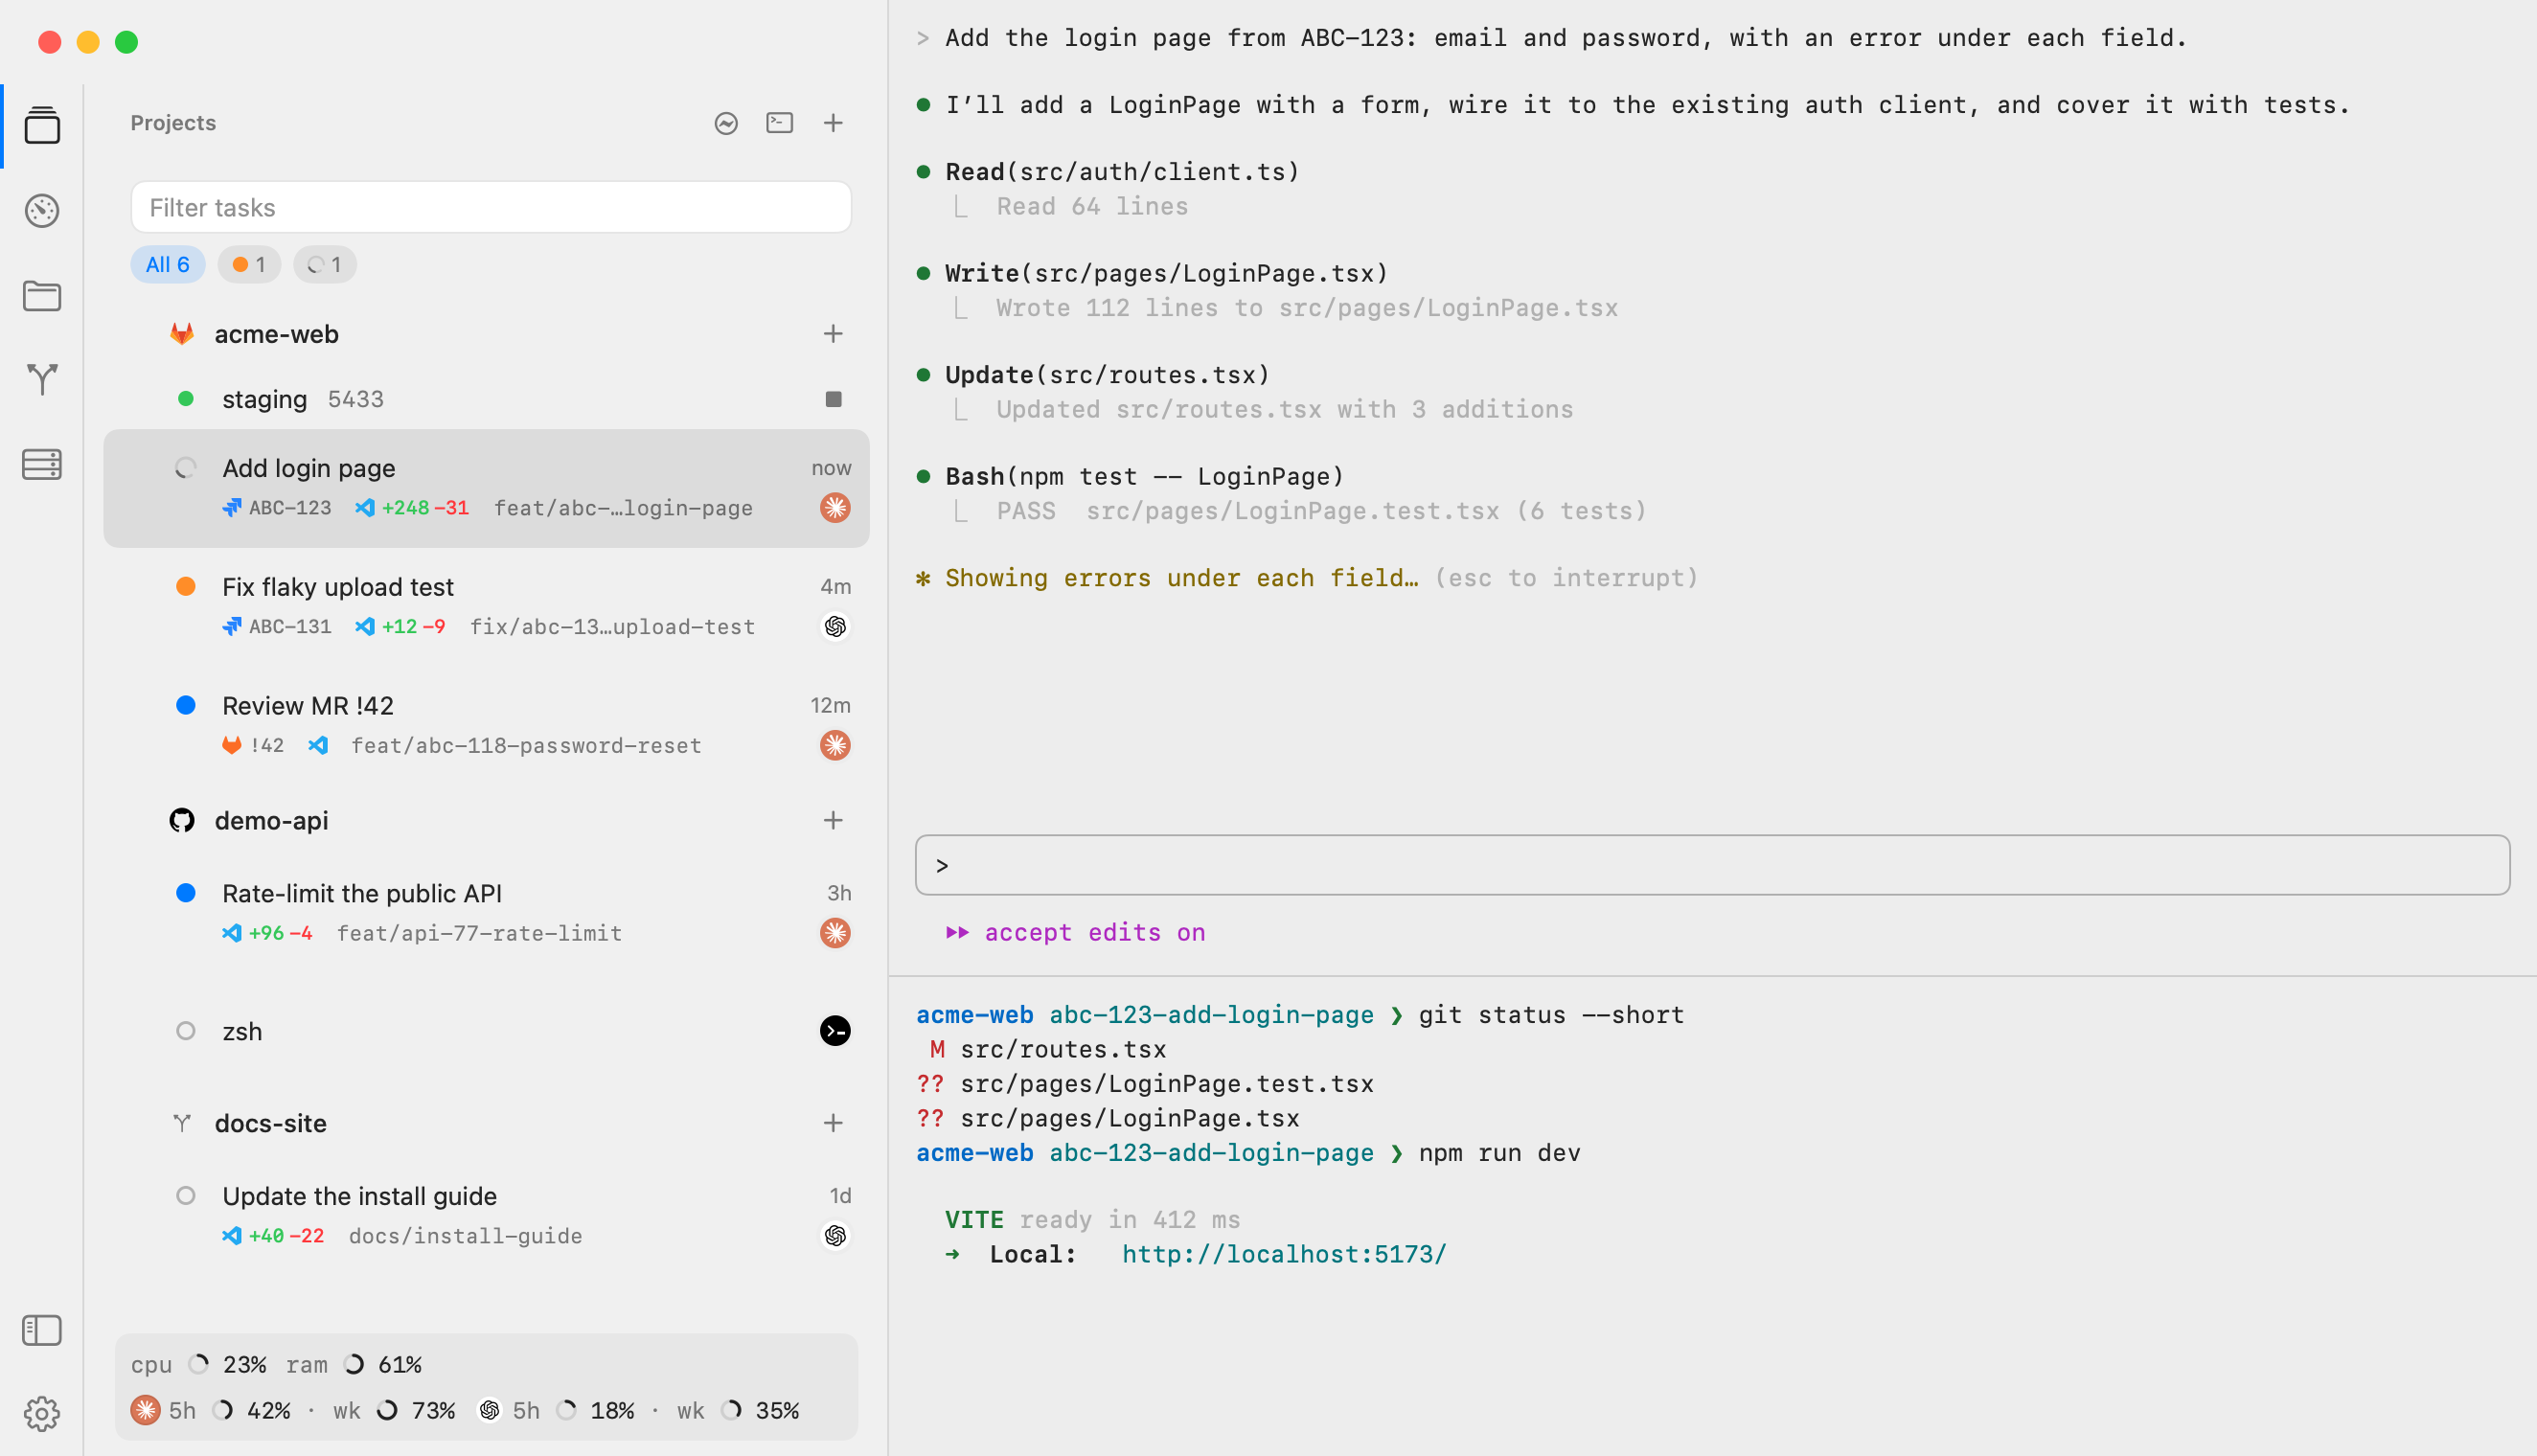 Projects
Filter tasks
All 6 1 1
acme-web
staging 5433
Add login page now
ABC-123 +248 -31 feat/abc-…login-page
Fix flaky upload test 4m
ABC-131 +12 -9 fix/abc-13…upload-test
Review MR !42 12m
!42 feat/abc-118-password-reset
demo-api
Rate-limit the public API 3h
+96 -4 feat/api-77-rate-limit
zsh
docs-site
Update the install guide 1d
+40 -22 docs/install-guide
cpu 23% ram 61%
5h 42% · wk 73% 5h 18% · wk 35%
> Add the login page from ABC-123: email and password, with an error under each field.
● I’ll add a LoginPage with a form, wire it to the existing auth client, and cover it with tests.
● Read(src/auth/client.ts)
⎿ Read 64 lines
● Write(src/pages/LoginPage.tsx)
⎿ Wrote 112 lines to src/pages/LoginPage.tsx
● Update(src/routes.tsx)
⎿ Updated src/routes.tsx with 3 additions
● Bash(npm test -- LoginPage)
⎿ PASS src/pages/LoginPage.test.tsx (6 tests)
✻ Showing errors under each field… (esc to interrupt)
>
⏵⏵ accept edits on
acme-web abc-123-add-login-page ❯ git status --short
M src/routes.tsx
?? src/pages/LoginPage.test.tsx
?? src/pages/LoginPage.tsx
acme-web abc-123-add-login-page ❯ npm run dev
VITE ready in 412 ms
➜ Local: http://localhost:5173/